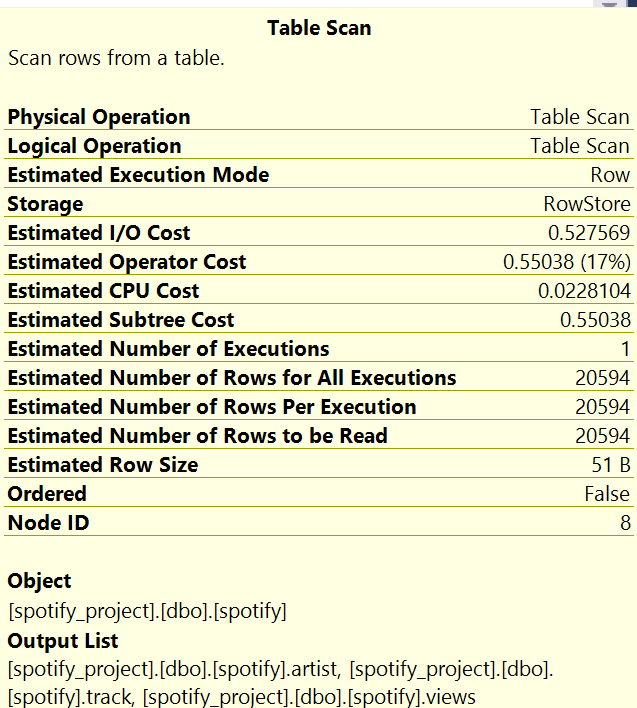 Table Scan
Scan rows from a table.
Physical Operation Table Scan
Logical Operation Table Scan
Estimated Execution Mode Row
Storage RowStore
Estimated I/O Cost 0.527569
Estimated Operator Cost 0.55038 (17%)
Estimated CPU Cost 0.0228104
Estimated Subtree Cost 0.55038
Estimated Number of Executions 1
Estimated Number of Rows for All Executions 20594
Estimated Number of Rows Per Execution 20594
Estimated Number of Rows to be Read 20594
Estimated Row Size 51 B
Ordered False
Node ID 8
Object
[spotify_project].[dbo].[spotify]
Output List
[spotify_project].[dbo].[spotify].artist, [spotify_project].[dbo].
[spotify].track, [spotify_project].[dbo].[spotify].views